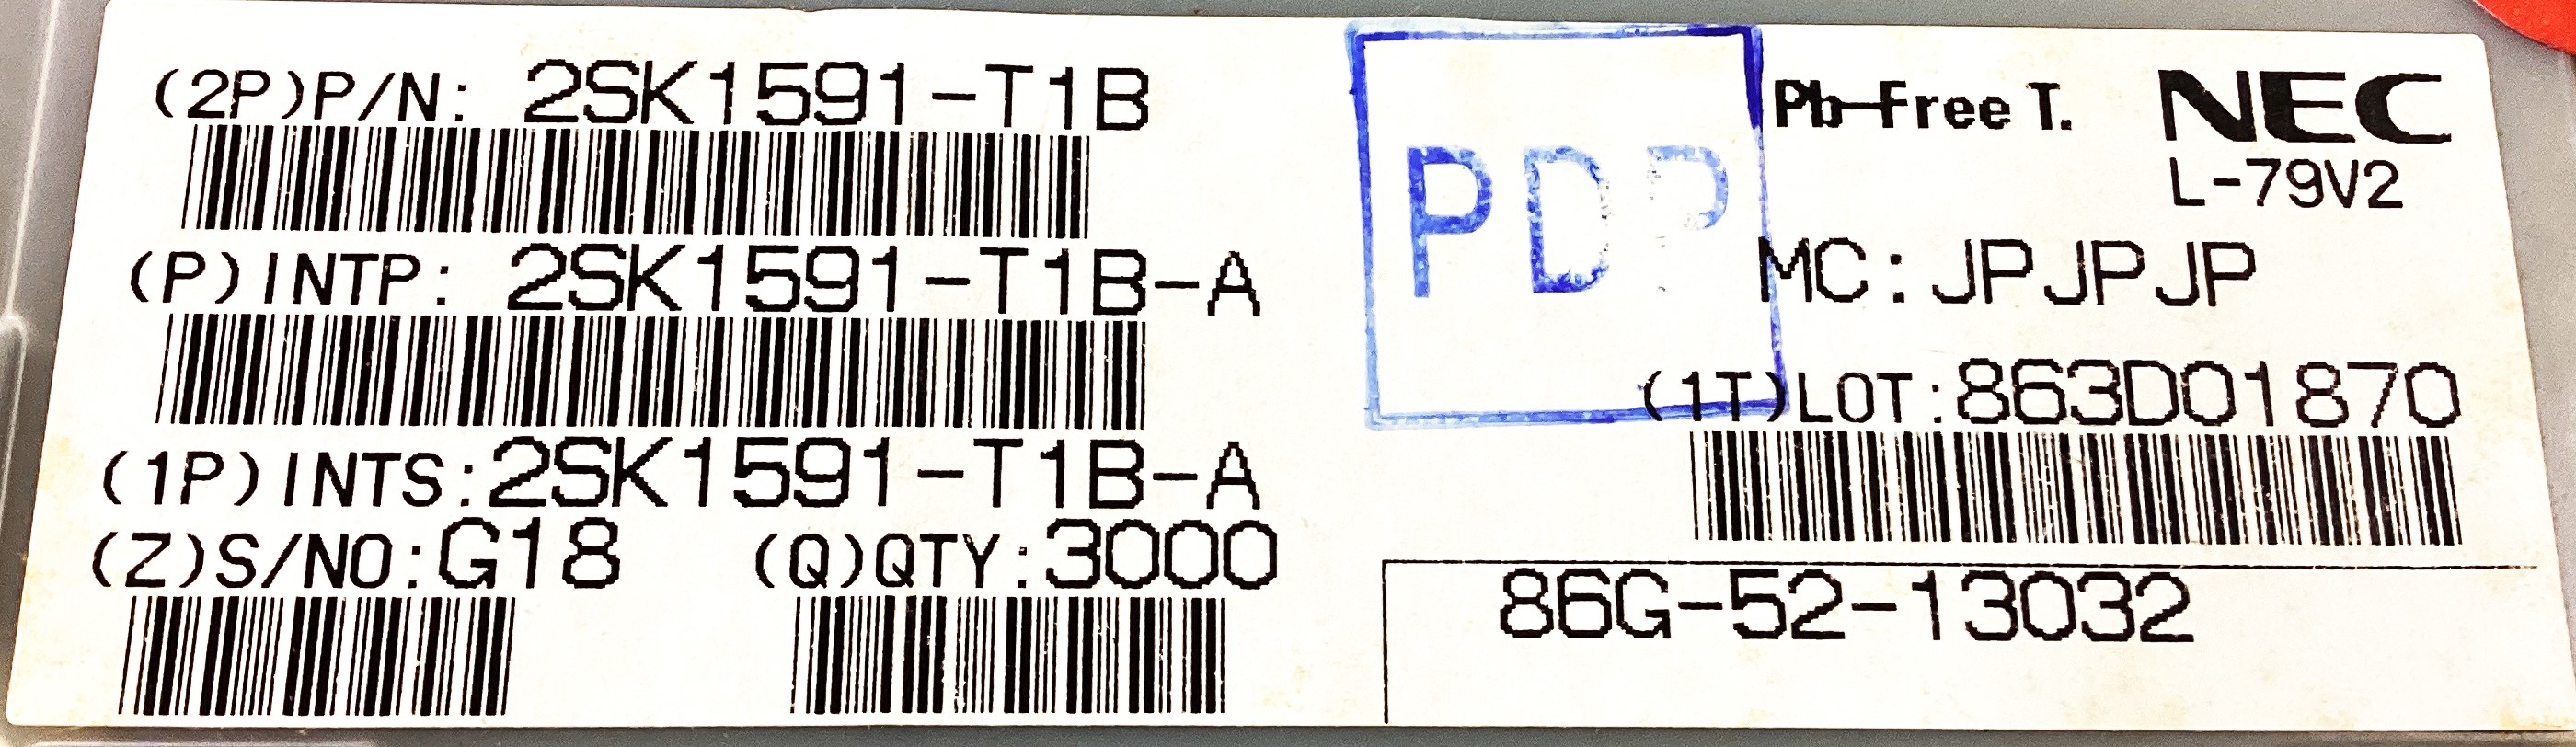 (2P)P/N: 2SK1591-T1B
(P)INTP: 2SK1591-T1B-A
(1P)INTS:2SK1591-T1B-A
(Z)S/NO:G18 (Q)QTY:3000
PDP
Pb-Free T. NEC
L-79V2
MC:JPJPJP
(1T)LOT:863D01870
86G-52-13032